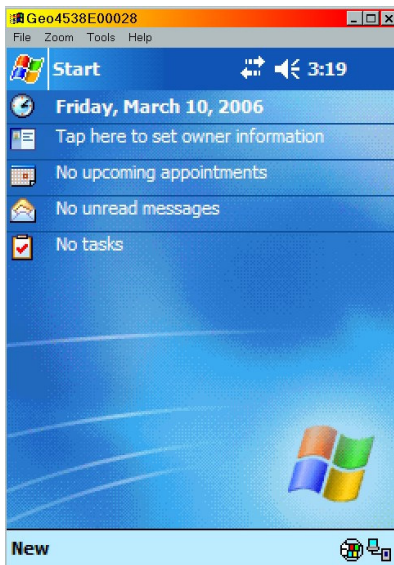 Geo4538E00028
File Zoom Tools Help
Start 3:19
Friday, March 10, 2006
Tap here to set owner information
No upcoming appointments
No unread messages
No tasks
New